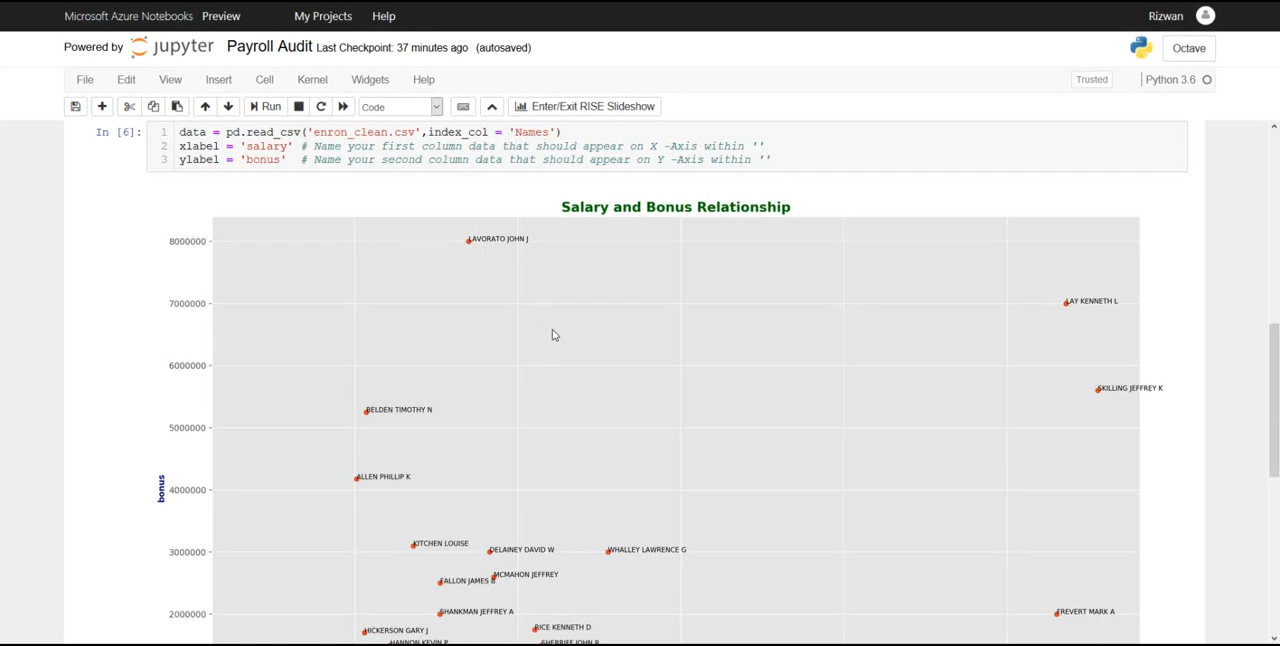 Microsoft Azure Notebooks Preview My Projects Help Rizwan
Powered by jupyter Payroll Audit Last Checkpoint: 37 minutes ago (autosaved) Octave
File Edit View Insert Cell Kernel Widgets Help Trusted Python 3.6
Run Code Enter/Exit RISE Slideshow
In [6]: 1 data = pd.read_csv('enron_clean.csv',index_col = 'Names')
2 xlabel = 'salary' # Name your first column data that should appear on X -Axis within ''
3 ylabel = 'bonus' # Name your second column data that should appear on Y -Axis within ''
Salary and Bonus Relationship
8000000
LAVORATO JOHN J
7000000
LAY KENNETH L
6000000
SKILLING JEFFREY K
BELDEN TIMOTHY N
5000000
ALLEN PHILLIP K
bonus
4000000
KITCHEN LOUISE
3000000
DELAINEY DAVID W
WHALLEY LAWRENCE G
MCMAHON JEFFREY
FALLON JAMES B
2000000
SHANKMAN JEFFREY A
FREVERT MARK A
RICE KENNETH D
HICKERSON GARY J
HANNON KEVIN P
SHERRIFF JOHN R